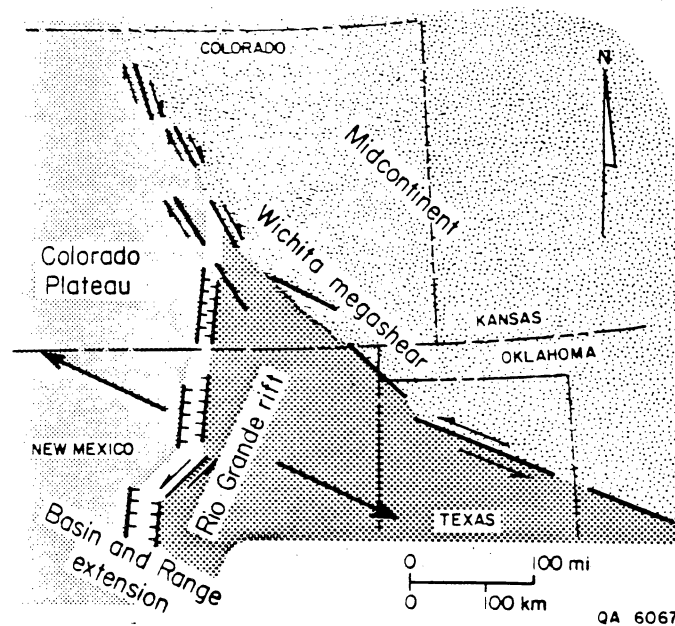 COLORADO
N
Midcontinent
Wichita megashear
Colorado
Plateau
KANSAS
OKLAHOMA
NEW MEXICO
Rio Grande rift
Basin and Range
extension
TEXAS
0 100 mi
0 100 km
QA 6067